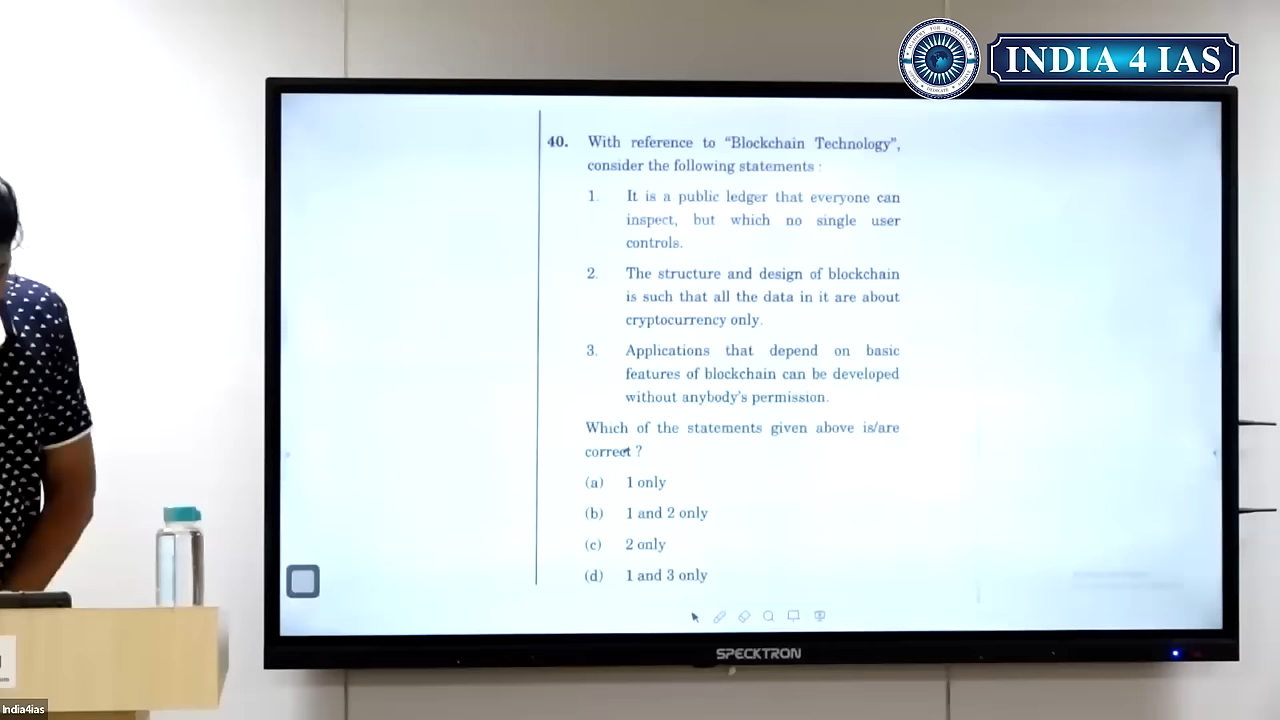 INDIA 4 IAS
40. With reference to “Blockchain Technology”,
consider the following statements :
1. It is a public ledger that everyone can
inspect, but which no single user
controls.
2. The structure and design of blockchain
is such that all the data in it are about
cryptocurrency only.
3. Applications that depend on basic
features of blockchain can be developed
without anybody’s permission.
Which of the statements given above is/are
correct ?
(a) 1 only
(b) 1 and 2 only
(c) 2 only
(d) 1 and 3 only
SPECKTRON
India4ias